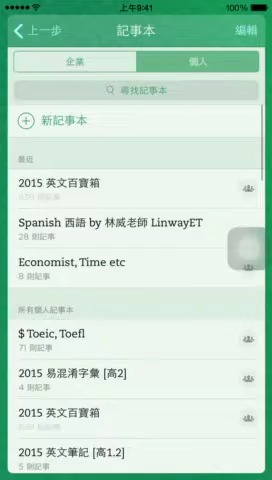 上午9:41
100%
上一步
記事本
編輯
企業
個人
尋找記事本
新記事本
最近
2015 英文百寶箱
Spanish 西語 by 林威老師 LinwayET
28 則記事
Economist, Time etc
8 則記事
所有個人記事本
$ Toeic, Toefl
71 則記事
2015 易混淆字彙 [高2]
4 則記事
2015 英文百寶箱
2015 英文筆記 [高1.2]
5 則記事